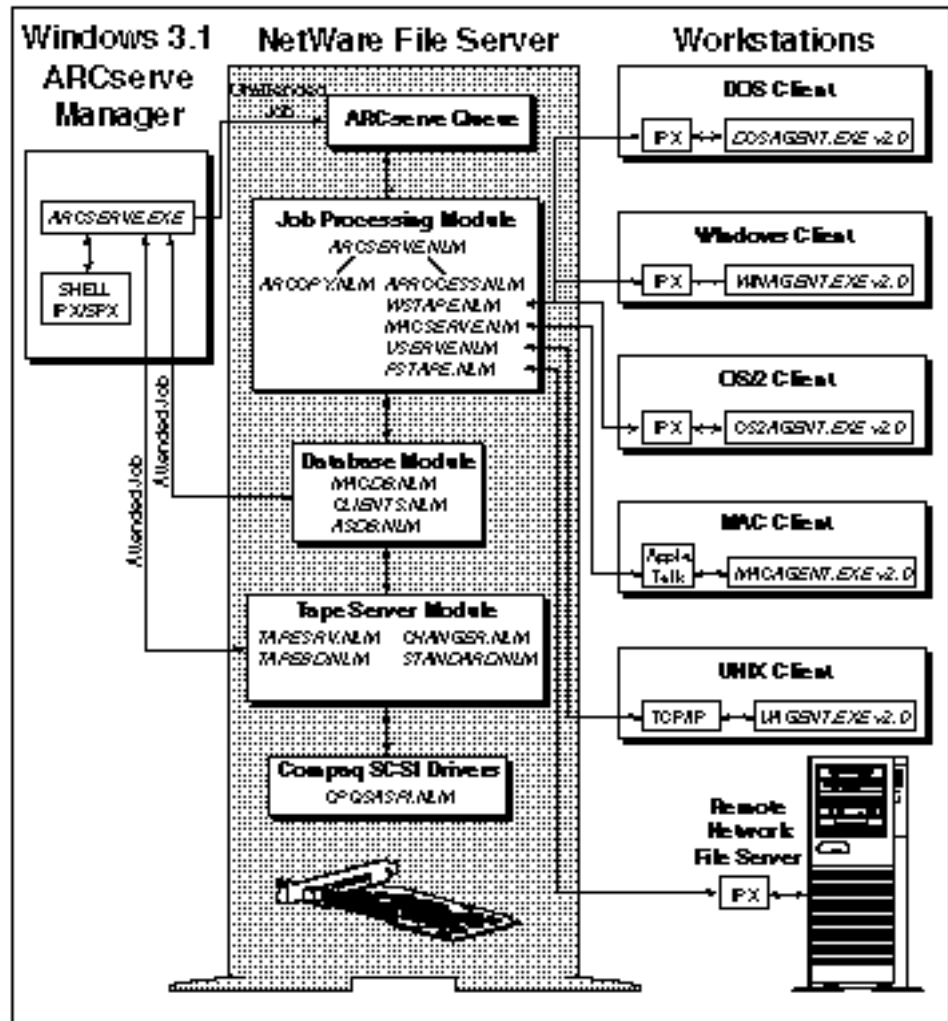 Windows 3.1
ARCserve
Manager
NetWare File Server
Workstations
Unattended
Job
ARCserve Queue
ARCSERVE.EXE
SHELL
IPX/SPX
Attended Job
Attended Job
Job Processing Module
ARCSERVE.NLM
ARCOPY.NLM APROCESS.NLM
WSTAPE.NLM
MACSERVE.NLM
USERVE.NLM
PSTAPE.NLM
Database Module
MACDB.NLM
CLIENTS.NLM
ASDB.NLM
Tape Server Module
TAPESRV.NLM CHANGER.NLM
TAPEBD.NLM STANDARD.NLM
Compaq SCSI Drivers
CPQSASPI.NLM
DOS Client
IPX DOSAGENT.EXE v2.0
Windows Client
IPX WINAGENT.EXE v2.0
OS/2 Client
IPX OS2AGENT.EXE v2.0
MAC Client
Apple
Talk MACAGENT.EXE v2.0
UNIX Client
TCP/IP UAGENT.EXE v2.0
Remote
Network
File Server
IPX